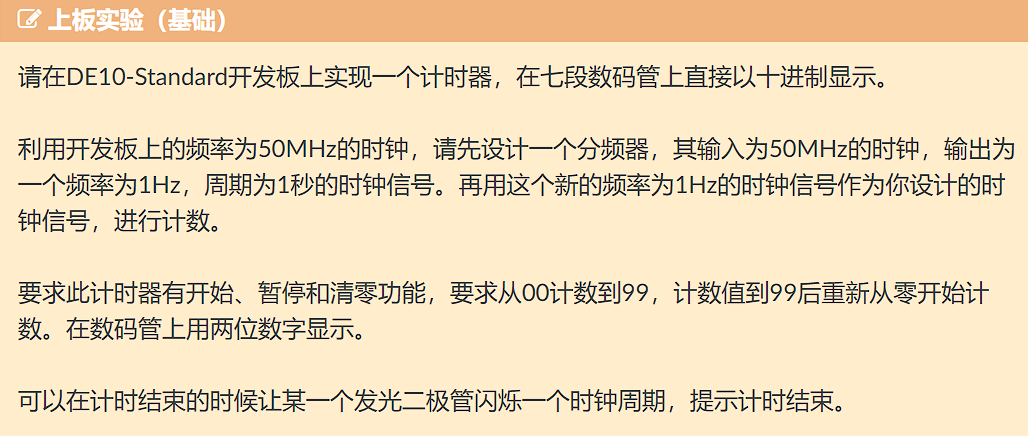 上板实验（基础）
请在DE10-Standard开发板上实现一个计时器，在七段数码管上直接以十进制显示。
利用开发板上的频率为50MHz的时钟，请先设计一个分频器，其输入为50MHz的时钟，输出为
一个频率为1Hz，周期为1秒的时钟信号。再用这个新的频率为1Hz的时钟信号作为你设计的时
钟信号，进行计数。
要求此计时器有开始、暂停和清零功能，要求从00计数到99，计数值到99后重新从零开始计
数。在数码管上用两位数字显示。
可以在计时结束的时候让某一个发光二极管闪烁一个时钟周期，提示计时结束。